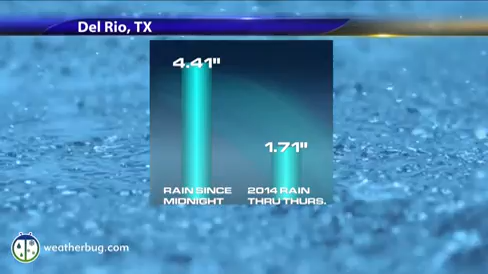 Del Rio, TX
4.41"
1.71"
RAIN SINCE
MIDNIGHT
2014 RAIN
THRU THURS.
weatherbug.com